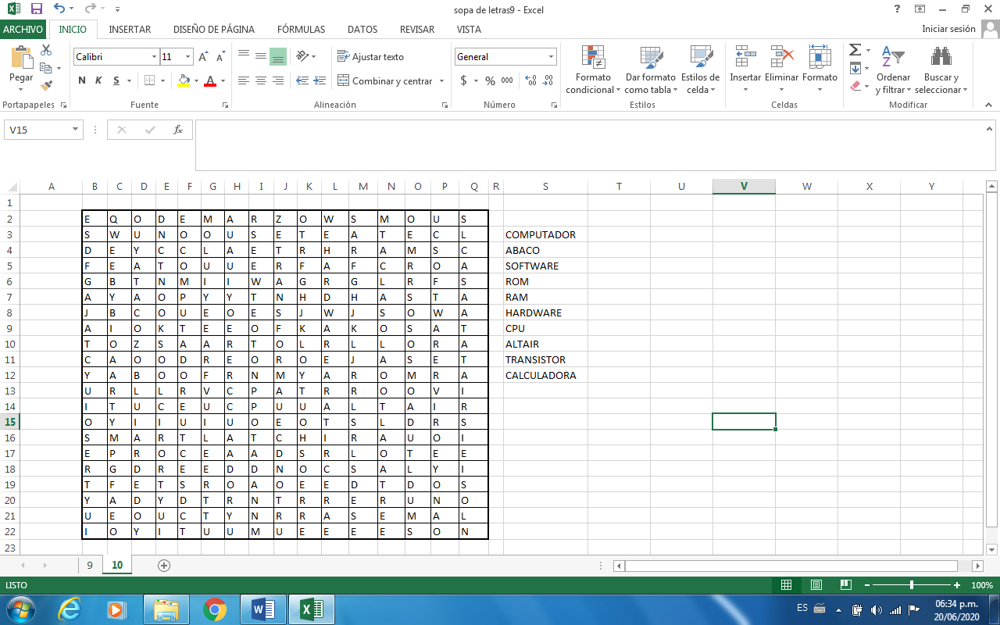 sopa de letras9 - Excel
ARCHIVO INICIO INSERTAR DISEÑO DE PÁGINA FÓRMULAS DATOS REVISAR VISTA Iniciar sesión
Calibri 11 Ajustar texto General
Pegar N K S Combinar y centrar $ % 000 Formato condicional Dar formato como tabla Estilos de celda Insertar Eliminar Formato Ordenar y filtrar Buscar y seleccionar
Portapapeles Fuente Alineación Número Estilos Celdas Modificar
V15 fx
A B C D E F G H I J K L M N O P Q R S T U V W X Y
1
2 E Q O D E M A R Z O W S M O U S
3 S W U N O O U S E T E A T E C L COMPUTADOR
4 D E Y C C L A E T R H R A M S C ABACO
5 F E A T O U U E R F A F C R O A SOFTWARE
6 G B T N M I I W A G R G L R F S ROM
7 A Y A O P Y Y T N H D H A S T A RAM
8 J B C O U E O E S J W J S O W A HARDWARE
9 A I O K T E E O F K A K O S A T CPU
10 T O Z S A A R T O L R L L O R A ALTAIR
11 C A O O D R E O R O E J A S E T TRANSISTOR
12 Y A B O O F R N M Y A R O M R A CALCULADORA
13 U R L L R V C P A T R R O O V I
14 I T U C E U C P U U A L T A I R
15 O Y I I U I U O E O T S L D R S
16 S M A R T L A T C H I R A U O I
17 E P R O C E A A D S R L O T E E
18 R G D R E E D D N O C S A L Y I
19 T F E T S R O A O E E D T D O S
20 Y A D Y D T R N T R R E R U N O
21 U E O U C T Y N R R A S E M A L
22 I O Y I T U U M U E E E E S O N
23
9 10
LISTO 100%
ES 06:34 p.m.
20/06/2020